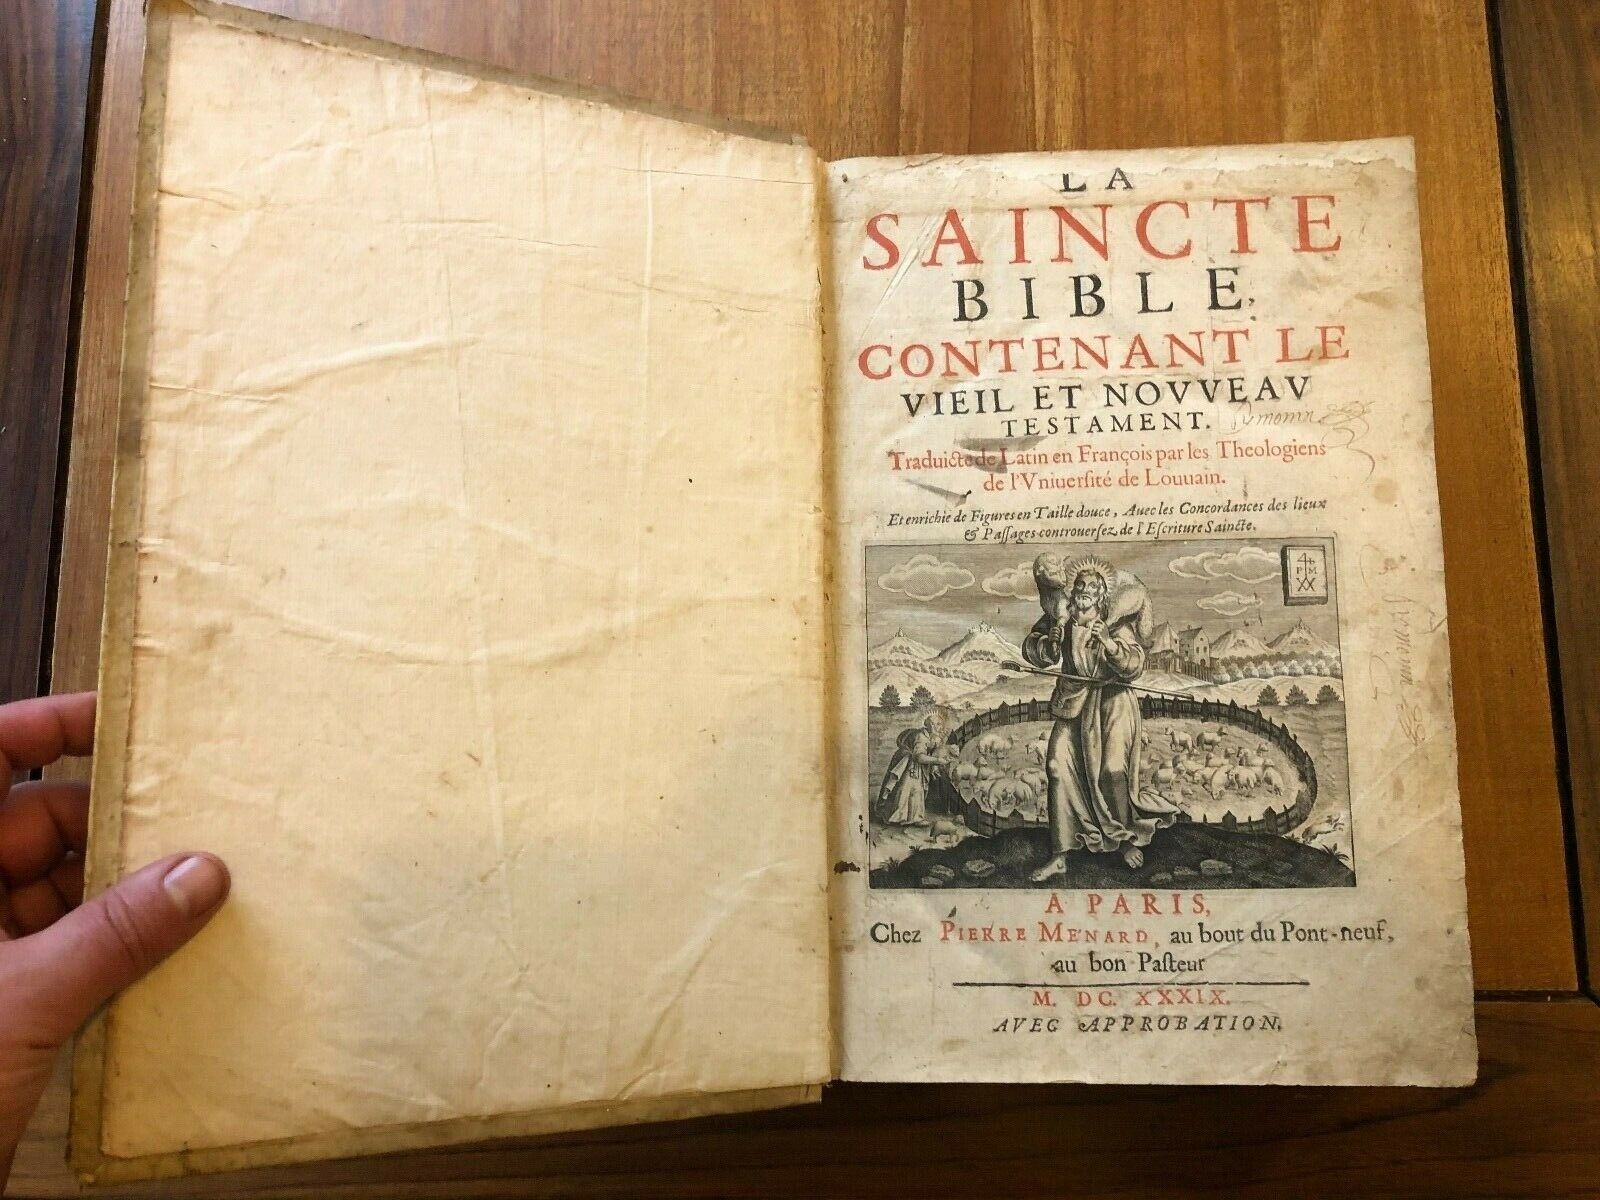 LA
SAINCTE
BIBLE,
CONTENANT LE
VIEIL ET NOVVEAV
TESTAMENT.
Traduicte de Latin en François par les Theologiens
de l'Vniuersité de Louuain.
Et enrichie de Figures en Taille douce, Auec les Concordances des lieux
& Paſſages controuerſez de l'Eſcriture Saincte.
P M
A PARIS,
Chez PIERRE MENARD, au bout du Pont-neuf,
au bon Paſteur
M. DC. XXXIX.
AVEC APPROBATION.